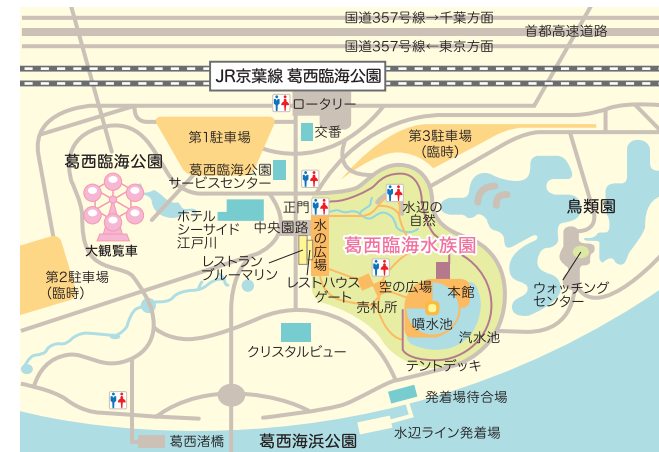 国道357号線→千葉方面
首都高速道路
国道357号線←東京方面
JR京葉線 葛西臨海公園
ロータリー
交番
第1駐車場
第3駐車場
(臨時)
葛西臨海公園
葛西臨海公園
サービスセンター
正門
水辺の
自然
鳥類園
ホテル
シーサイド
江戸川
中央園路
水の広場
葛西臨海水族園
大観覧車
レストラン
ブルーマリン
レストハウス
ゲート
空の広場
本館
売札所
ウォッチング
センター
第2駐車場
(臨時)
噴水池
汽水池
クリスタルビュー
テントデッキ
発着場待合場
水辺ライン発着場
葛西渚橋
葛西海浜公園